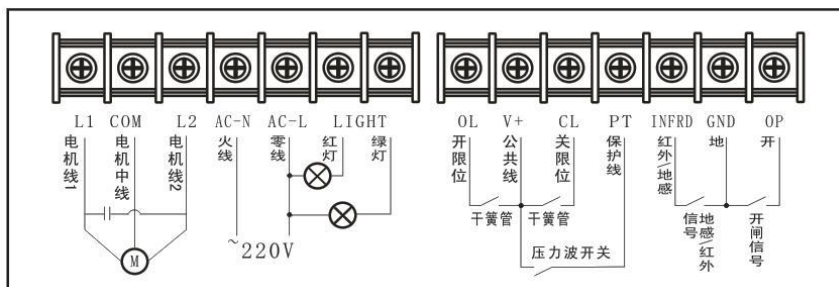 L1 COM L2 AC-N AC-L LIGHT OL V+ CL PT INFRD GND OP
电机线1
电机中线
电机线2
火线
零线
红灯
绿灯
开限位
公共线
关限位
保护线
红外/地感
地
开
干簧管
干簧管
信号
地感/红外
开闸信号
压力波开关
~220V
M